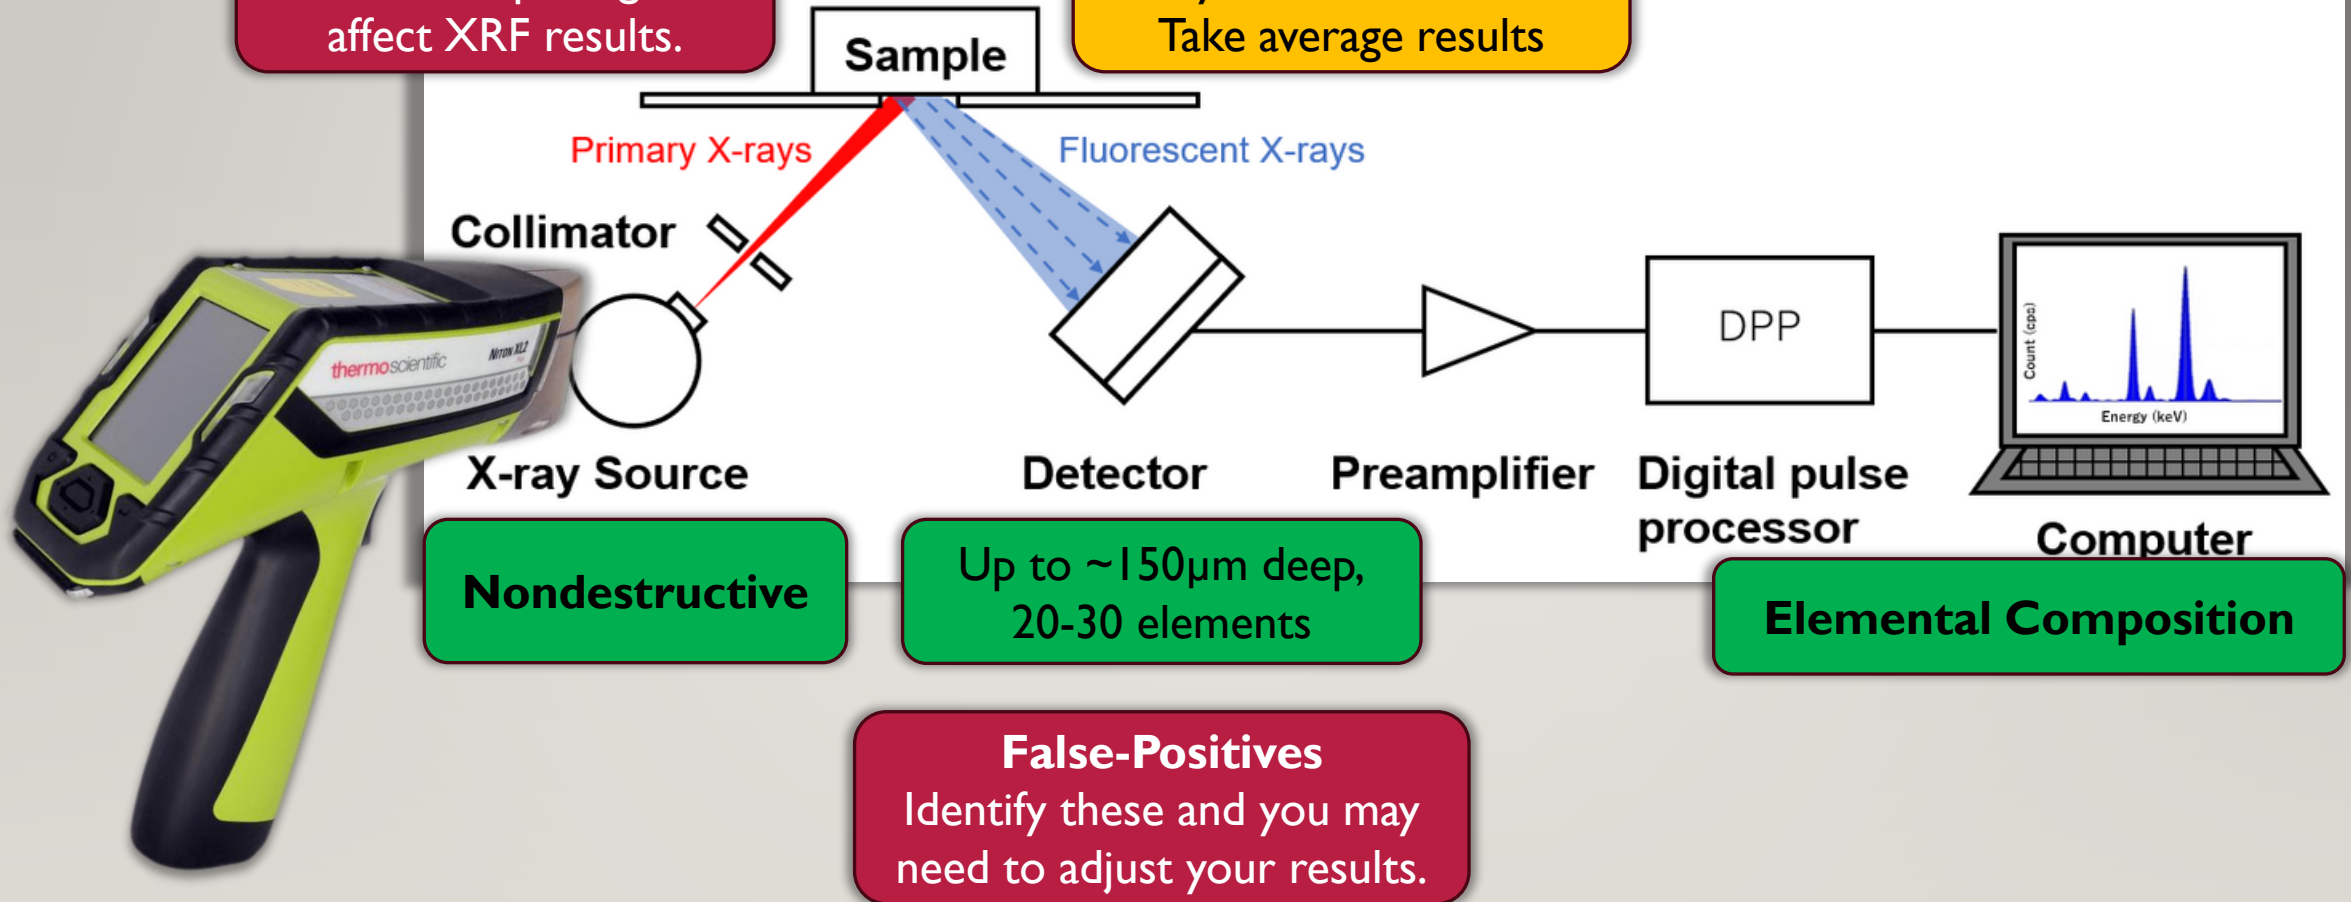 affect XRF results.
Take average results
Sample
Primary X-rays
Fluorescent X-rays
Collimator
thermoscientific
NITON XL2
DPP
Count (cps)
Energy (keV)
X-ray Source
Detector
Preamplifier
Digital pulse
processor
Computer
Nondestructive
Up to ~150µm deep,
20-30 elements
Elemental Composition
False-Positives
Identify these and you may
need to adjust your results.